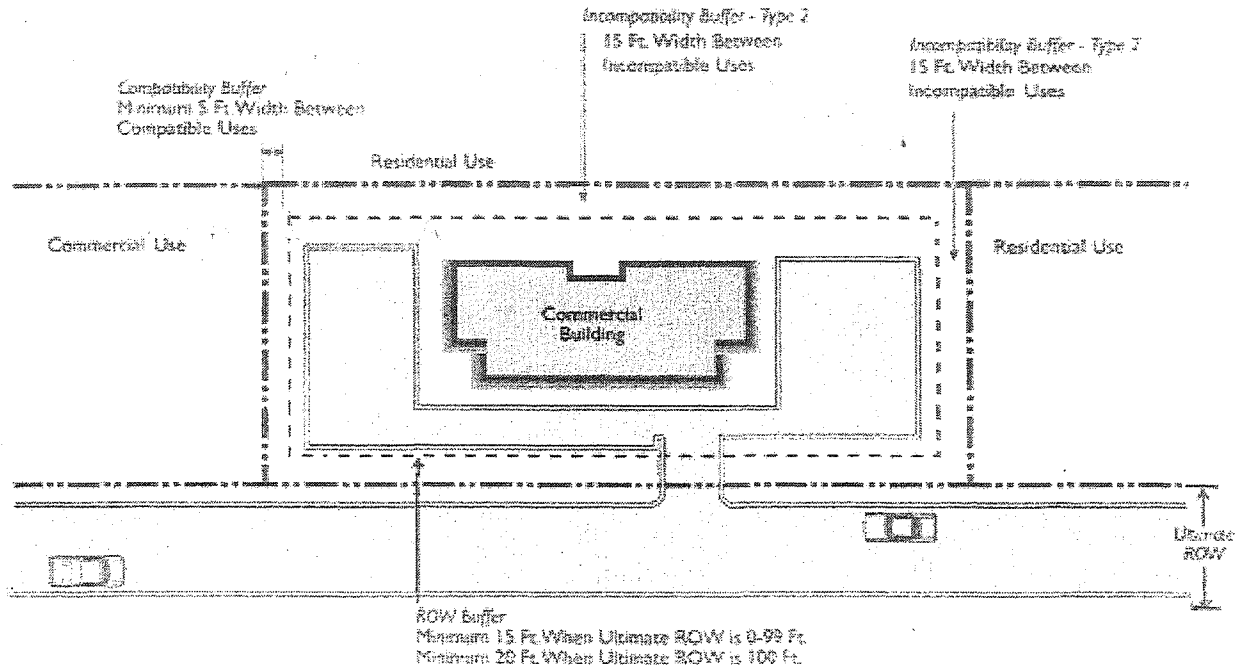 Incompatibility Buffer - Type 2
15 Ft. Width Between
Incompatible Uses
Incompatibility Buffer - Type 2
15 Ft. Width Between
Incompatible Uses
Compatibility Buffer
Minimum 5 Ft. Width Between
Compatible Uses
Residential Use
Commercial Use
Residential Use
Commercial
Building
Ultimate
ROW
ROW Buffer
Minimum 15 Ft. When Ultimate ROW is 0-99 Ft.
Minimum 20 Ft. When Ultimate ROW is 100 Ft.